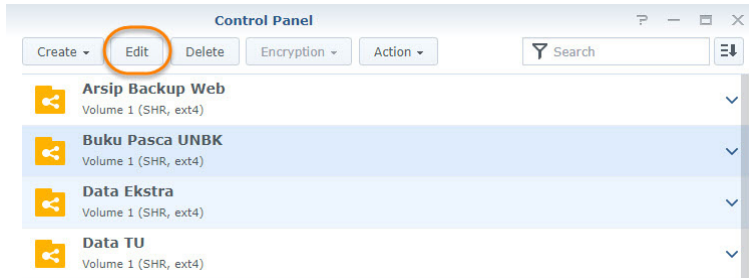 Control Panel
Create Edit Delete Encryption Action Search
Arsip Backup Web
Volume 1 (SHR, ext4)
Buku Pasca UNBK
Volume 1 (SHR, ext4)
Data Ekstra
Volume 1 (SHR, ext4)
Data TU
Volume 1 (SHR, ext4)